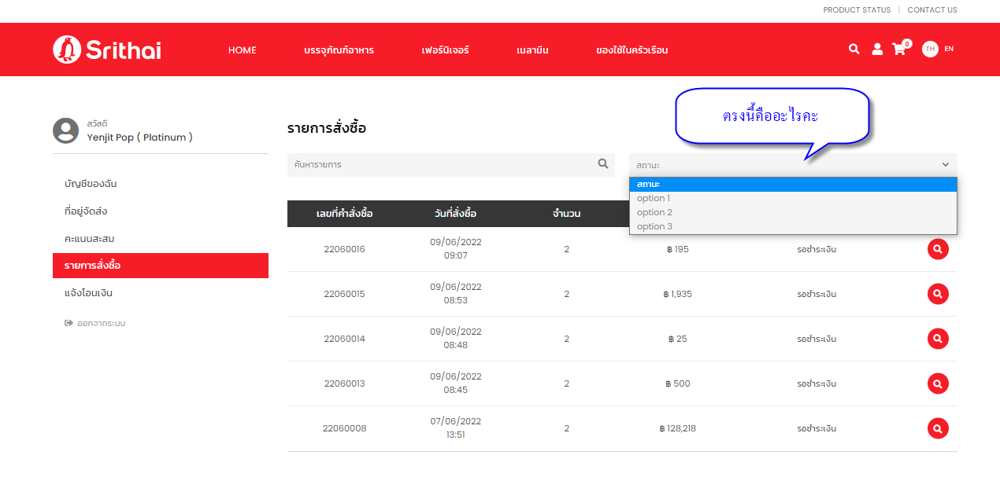 PRODUCT STATUS | CONTACT US
Srithai
HOME บรรจุภัณฑ์อาหาร เฟอร์นิเจอร์ เมลามีน ของใช้ในครัวเรือน 0 TH EN
ตรงนี้คืออะไรคะ
สวัสดี
Yenjit Pop ( Platinum )
บัญชีของฉัน
ที่อยู่จัดส่ง
คะแนนสะสม
รายการสั่งซื้อ
แจ้งโอนเงิน
ออกจากระบบ
รายการสั่งซื้อ
ค้นหารายการ
สถานะ
สถานะ
option 1
option 2
option 3
เลขที่คำสั่งซื้อ วันที่สั่งซื้อ จำนวน
22060016 09/06/2022 09:07 2 ฿ 195 รอชำระเงิน
22060015 09/06/2022 08:53 2 ฿ 1,935 รอชำระเงิน
22060014 09/06/2022 08:48 2 ฿ 25 รอชำระเงิน
22060013 09/06/2022 08:45 2 ฿ 500 รอชำระเงิน
22060008 07/06/2022 13:51 2 ฿ 128,218 รอชำระเงิน